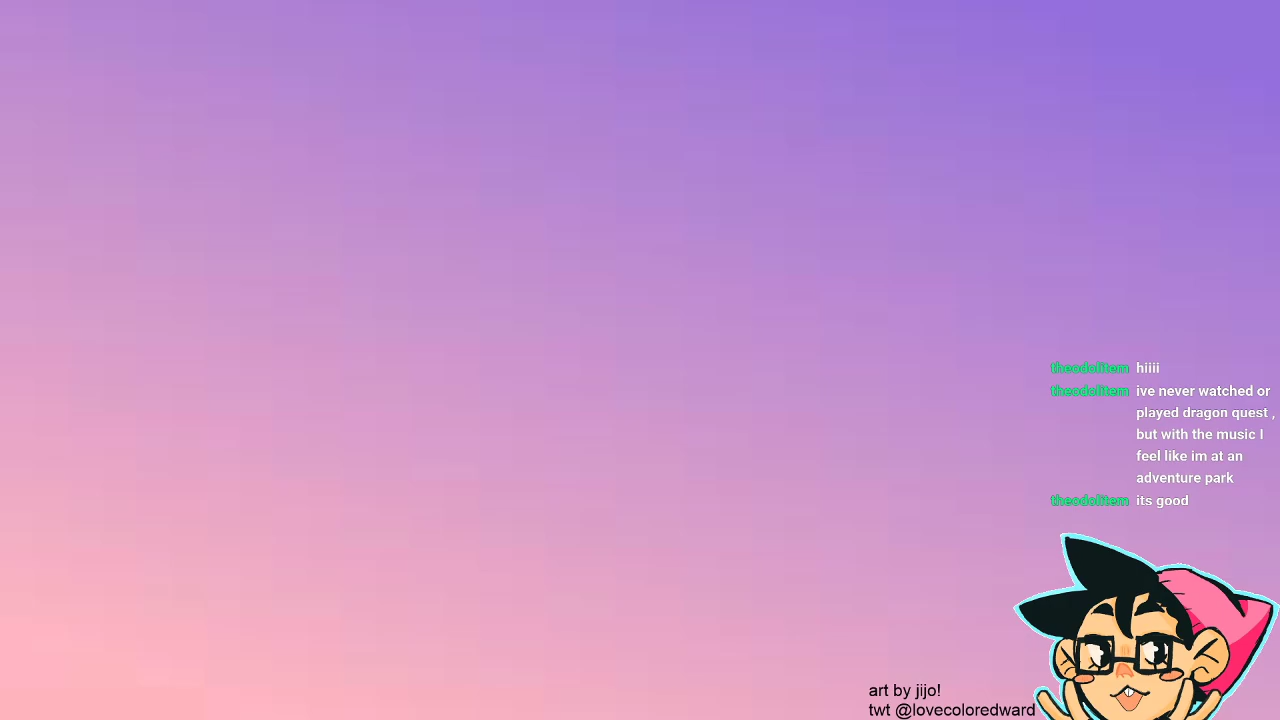 theodolitem hiiii
theodolitem ive never watched or
played dragon quest ,
but with the music I
feel like im at an
adventure park
theodolitem its good
art by jijo!
twt @lovecoloredward